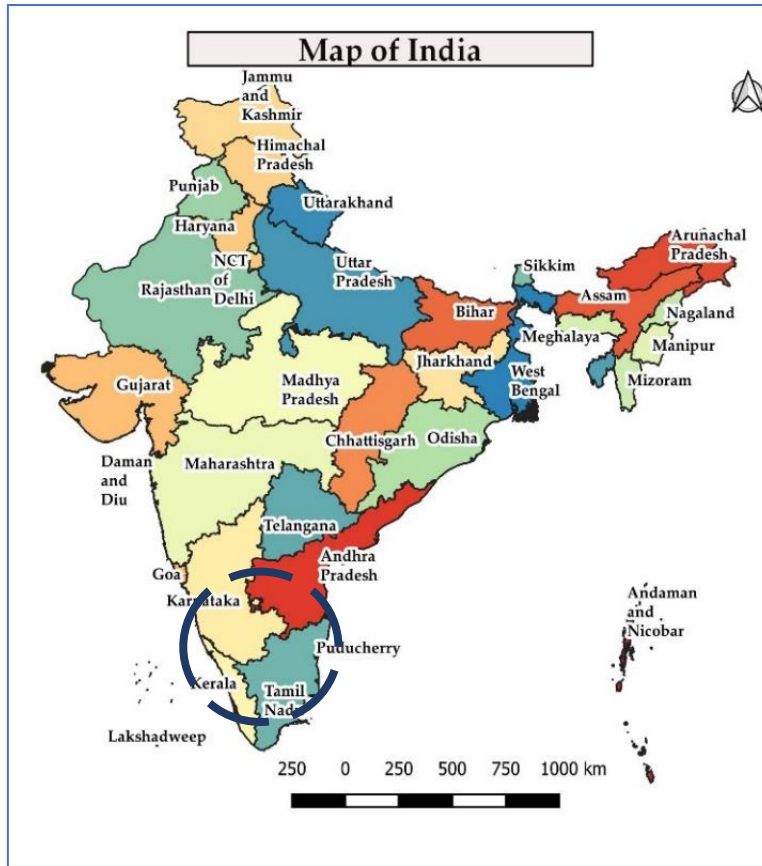 Map of India
Jammu
and
Kashmir
Himachal
Pradesh
Punjab
Uttarakhand
Haryana
NCT
of
Delhi
Rajasthan
Uttar
Pradesh
Sikkim
Arunachal
Pradesh
Assam
Nagaland
Bihar
Meghalaya
Manipur
Jharkhand
West
Bengal
Mizoram
Gujarat
Madhya
Pradesh
Chhattisgarh
Odisha
Daman
and
Diu
Maharashtra
Telangana
Andhra
Pradesh
Goa
Karnataka
Andaman
and
Nicobar
Puducherry
Kerala
Tamil
Nadu
Lakshadweep
250 0 250 500 750 1000 km